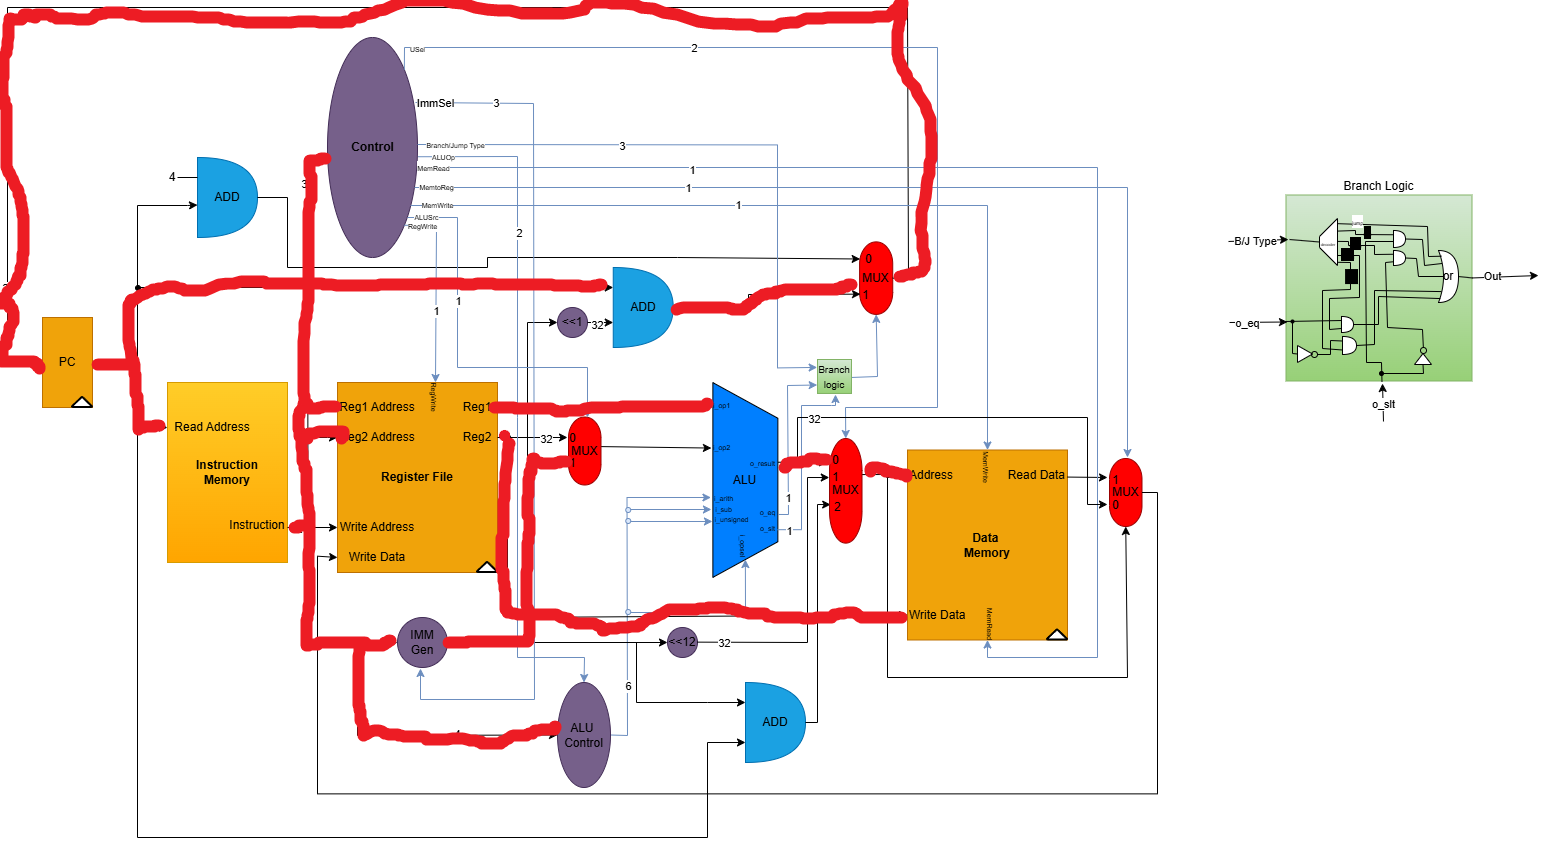 USel
2
ImmSel
3
Branch/Jump Type
3
ALUOp
MemRead
1
MemtoReg
1
MemWrite
1
ALUSrc
RegWrite
2
1
1
3
Control
4
ADD
ADD
<<1
32
0
MUX
1
PC
Read Address
Instruction
Memory
Instruction
RegWrite
Reg1 Address
Reg1
eg2 Address
Reg2
Register File
Write Address
Write Data
32
0
MUX
i_op1
i_op2
o_result
ALU
i_arith
i_sub
i_unsigned
o_eq
o_slt
i_opsel
1
1
Branch
logic
32
0
1
MUX
2
MemWrite
Address
Read Data
Data
Memory
Write Data
MemRead
1
MUX
0
IMM
Gen
<<12
32
6
4
ALU
Control
ADD
Branch Logic
B/J Type
decoder
or
Out
o_eq
o_slt